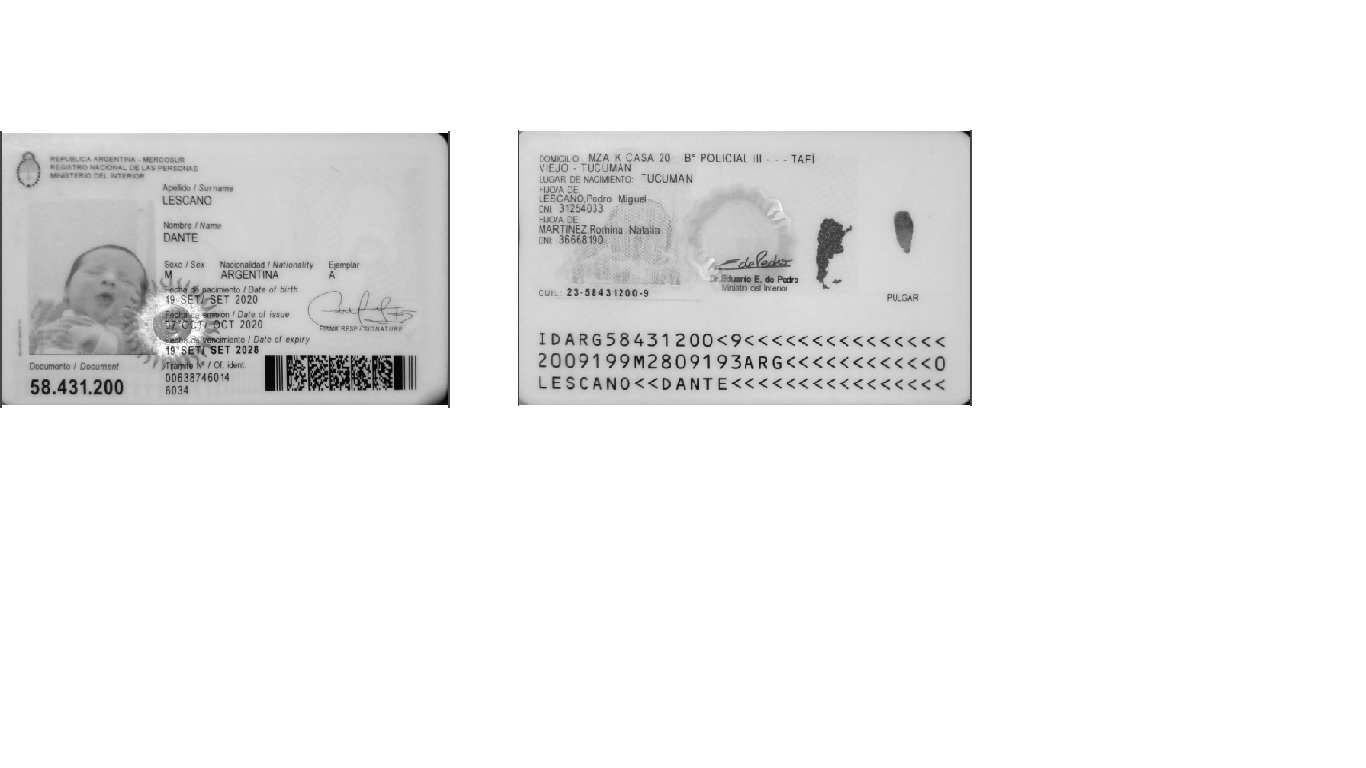 REPUBLICA ARGENTINA - MERCOSUR
REGISTRO NACIONAL DE LAS PERSONAS
MINISTERIO DEL INTERIOR
Apellido / Surname
LESCANO
Nombre / Name
DANTE
Sexo / Sex Nacionalidad / Nationality Ejemplar
M ARGENTINA A
Fecha de nacimiento / Date of birth
19 SET/ SET 2020
Fecha de emision / Date of issue
07 OCT/ OCT 2020
FIRMA RESP./ SIGNATURE
Fecha de vencimiento / Date of expiry
19 SET/ SET 2028
Documento / Document
58.431.200
Tramite N° / Of. ident.
00638746014
6034
DOMICILIO: MZA K CASA 20 B° POLICIAL III - - - TAFÍ
VIEJO - TUCUMAN
LUGAR DE NACIMIENTO: TUCUMAN
HIJO/A DE:
LESCANO,Pedro Miguel
DNI: 31254033
HIJO/A DE:
MARTINEZ Romina Natalia
DNI: 36668190
Dr. Eduardo E. de Pedro
Ministro del Interior
CUIL: 23-58431200-9
PULGAR
IDARG58431200<9<<<<<<<<<<<<<<<
2009199M2809193ARG<<<<<<<<<<<0
LESCANO<<DANTE<<<<<<<<<<<<<<<<